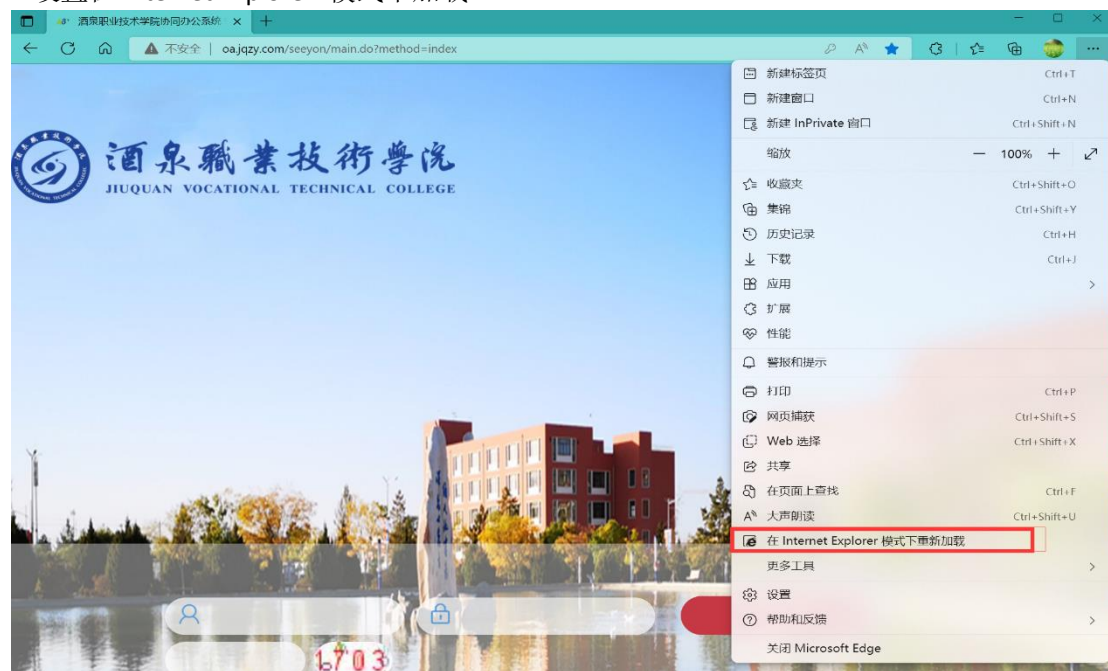 酒泉职业技术学院协同办公系统
不安全 | oa.jqzy.com/seeyon/main.do?method=index
酒泉職業技術學院
JIUQUAN VOCATIONAL TECHNICAL COLLEGE
新建标签页 Ctrl+T
新建窗口 Ctrl+N
新建 InPrivate 窗口 Ctrl+Shift+N
缩放 — 100% +
收藏夹 Ctrl+Shift+O
集锦 Ctrl+Shift+Y
历史记录 Ctrl+H
下载 Ctrl+J
应用
扩展
性能
警报和提示
打印 Ctrl+P
网页捕获 Ctrl+Shift+S
Web 选择 Ctrl+Shift+X
共享
在页面上查找 Ctrl+F
大声朗读 Ctrl+Shift+U
在 Internet Explorer 模式下重新加载
更多工具
设置
帮助和反馈
关闭 Microsoft Edge
1703